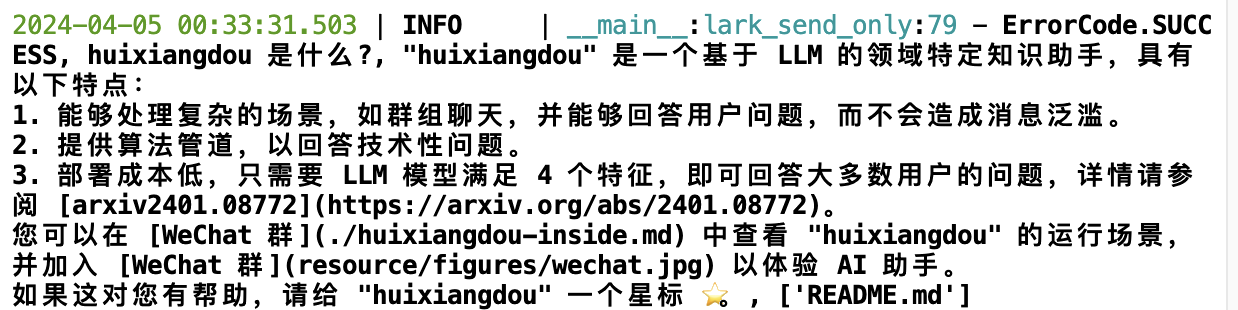 2024-04-05 00:33:31.503 | INFO     | __main__:lark_send_only:79 - ErrorCode.SUCC
ESS, huixiangdou 是什么?, "huixiangdou" 是一个基于 LLM 的领域特定知识助手，具有
以下特点：
1. 能够处理复杂的场景，如群组聊天，并能够回答用户问题，而不会造成消息泛滥。
2. 提供算法管道，以回答技术性问题。
3. 部署成本低，只需要 LLM 模型满足 4 个特征，即可回答大多数用户的问题，详情请参
阅 [arxiv2401.08772](https://arxiv.org/abs/2401.08772)。
您可以在 [WeChat 群](./huixiangdou-inside.md) 中查看 "huixiangdou" 的运行场景，
并加入 [WeChat 群](resource/figures/wechat.jpg) 以体验 AI 助手。
如果这对您有帮助，请给 "huixiangdou" 一个星标 ⭐。, ['README.md']